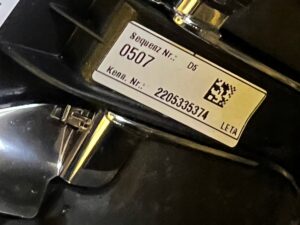 Sequenz Nr.: D5
0507
Kenn. Nr.: 2205335374
LETA